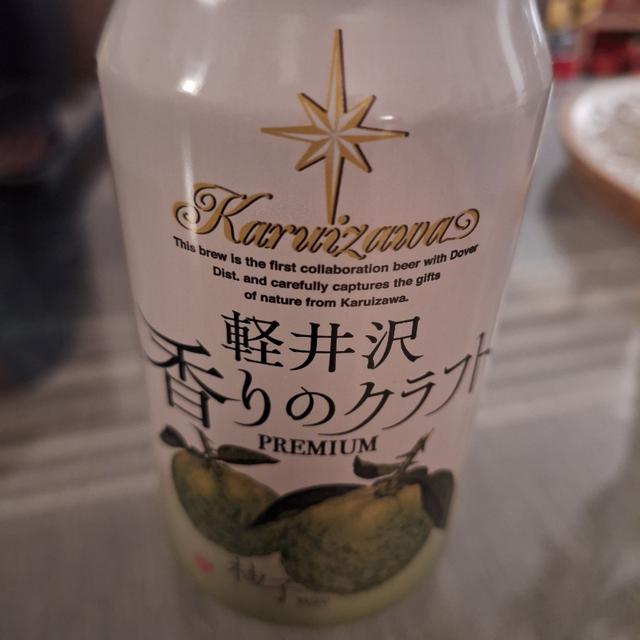 Karuizawa
This brew is the first collaboration beer with Dover
Dist. and carefully captures the gifts
of nature from Karuizawa.
軽井沢
香りのクラフト
PREMIUM
柚子